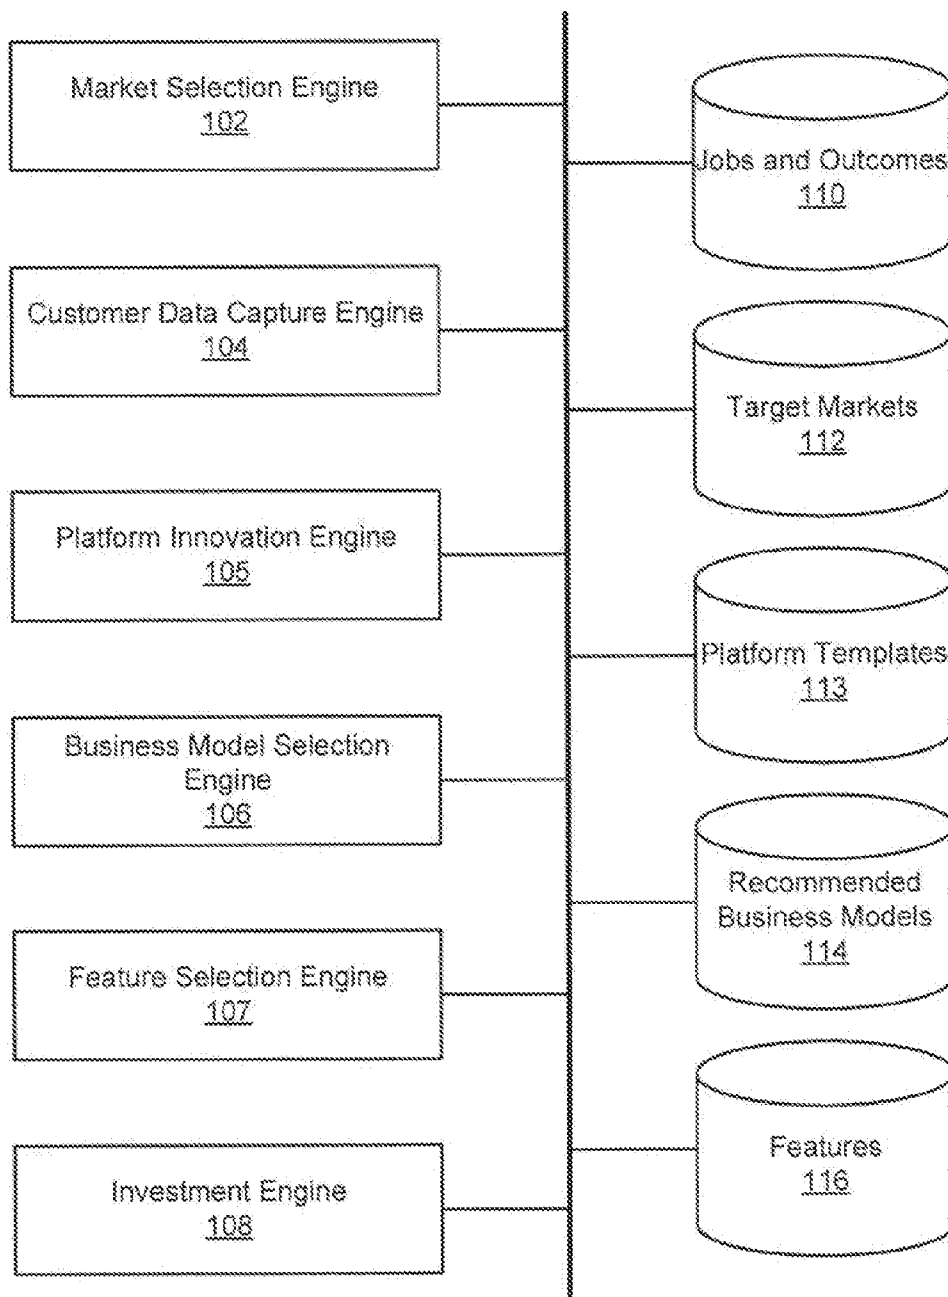 Market Selection Engine
102
Customer Data Capture Engine
104
Platform Innovation Engine
105
Business Model Selection
Engine
106
Feature Selection Engine
107
Investment Engine
108
Jobs and Outcomes
110
Target Markets
112
Platform Templates
113
Recommended
Business Models
114
Features
116